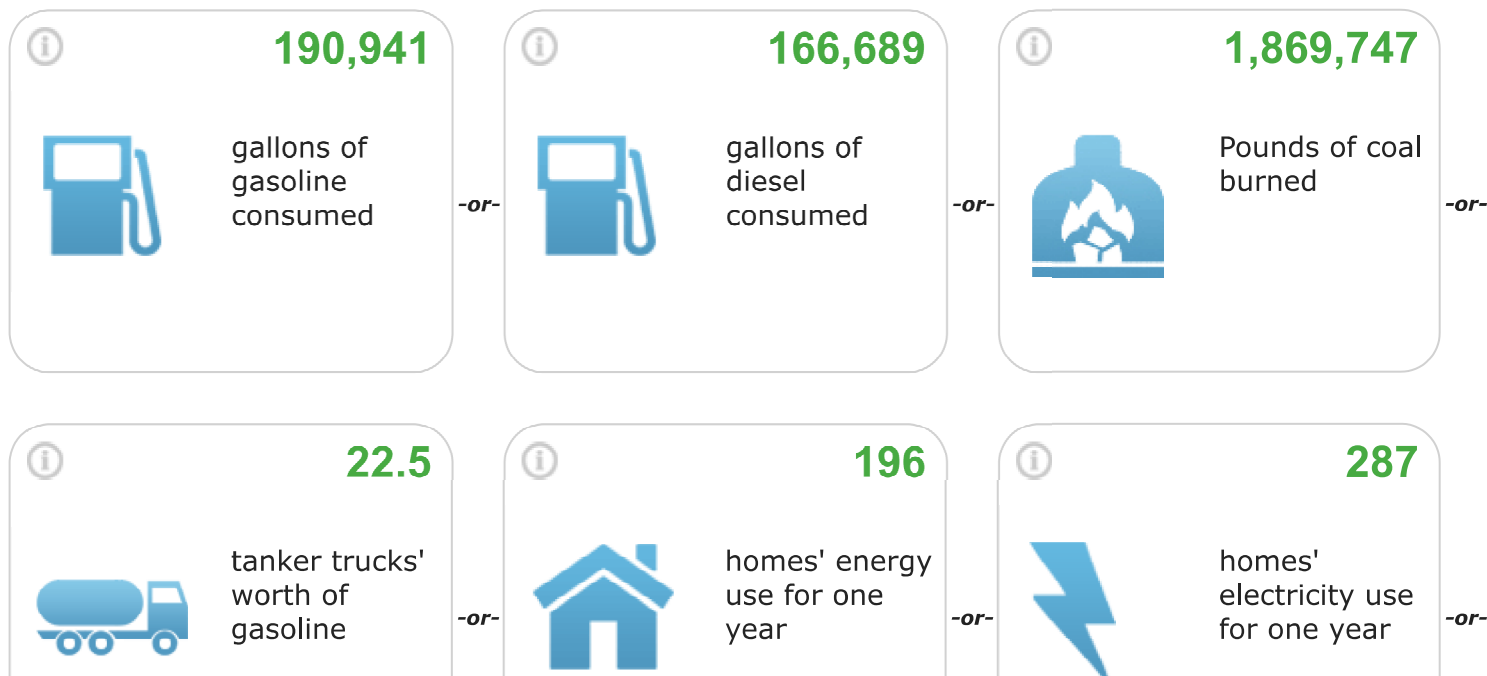 190,941
gallons of
gasoline
consumed
-or-
166,689
gallons of
diesel
consumed
-or-
1,869,747
Pounds of coal
burned
-or-
22.5
tanker trucks'
worth of
gasoline
-or-
196
homes' energy
use for one
year
-or-
287
homes'
electricity use
for one year
-or-